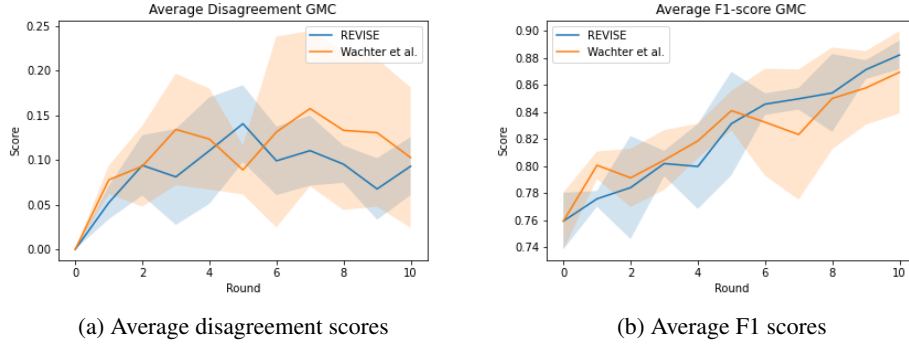 Average Disagreement GMC
0.25
0.20
0.15
0.10
0.05
0.00
Score
0 2 4 6 8 10
Round
REVISE
Wachter et al.
(a) Average disagreement scores
Average F1-score GMC
0.90
0.88
0.86
0.84
0.82
0.80
0.78
0.76
0.74
Score
0 2 4 6 8 10
Round
REVISE
Wachter et al.
(b) Average F1 scores